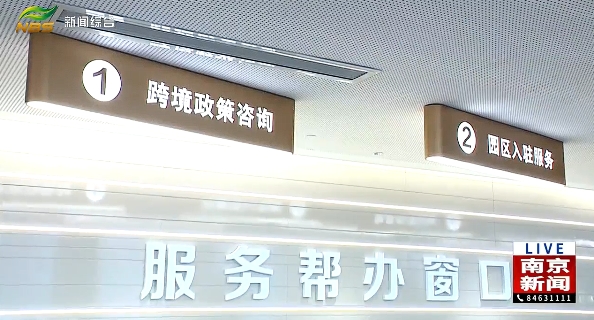 NBS 新闻综合
1 跨境政策咨询
2 园区入驻服务
服务帮办窗口
LIVE
南京
新闻
84631111